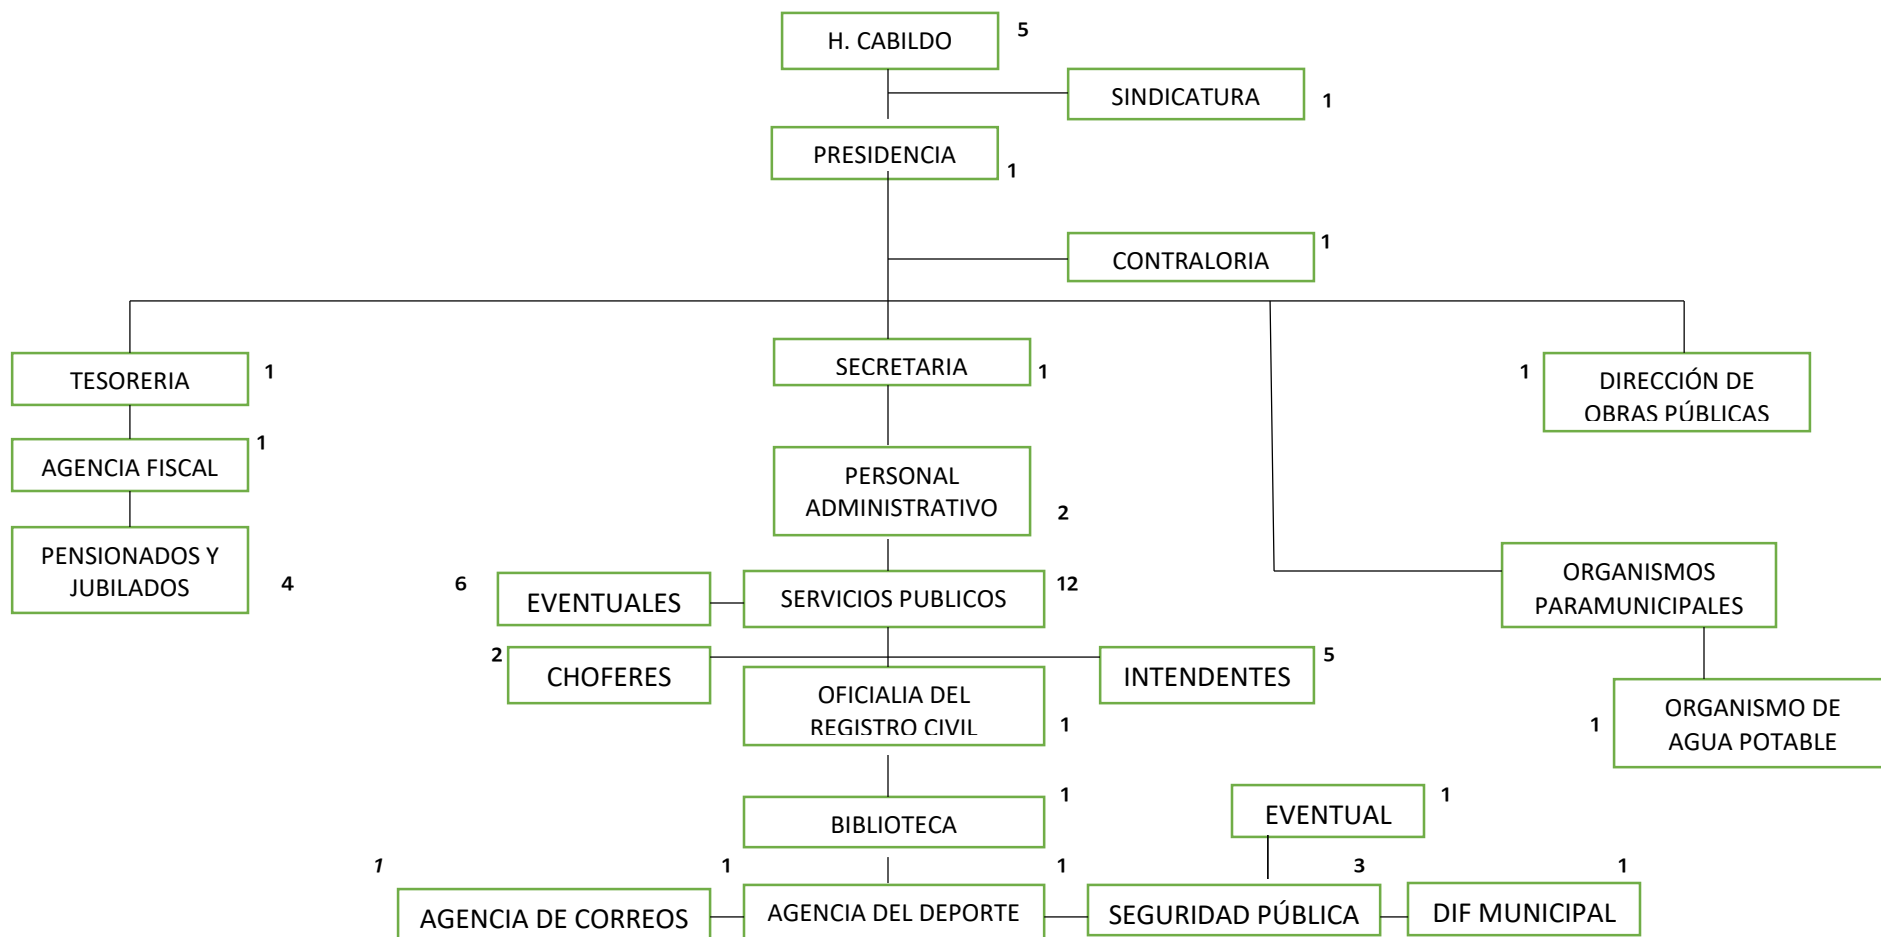 H. CABILDO
5
SINDICATURA
1
PRESIDENCIA
1
CONTRALORIA
1
TESORERIA
1
SECRETARIA
1
1
DIRECCIÓN DE
OBRAS PÚBLICAS
AGENCIA FISCAL
1
PERSONAL
ADMINISTRATIVO
2
PENSIONADOS Y
JUBILADOS
4
6
EVENTUALES
SERVICIOS PUBLICOS
12
ORGANISMOS
PARAMUNICIPALES
2
CHOFERES
INTENDENTES
5
OFICIALIA DEL
REGISTRO CIVIL
1
1
ORGANISMO DE
AGUA POTABLE
BIBLIOTECA
1
EVENTUAL
1
1
1
1
3
1
AGENCIA DE CORREOS
AGENCIA DEL DEPORTE
SEGURIDAD PÚBLICA
DIF MUNICIPAL